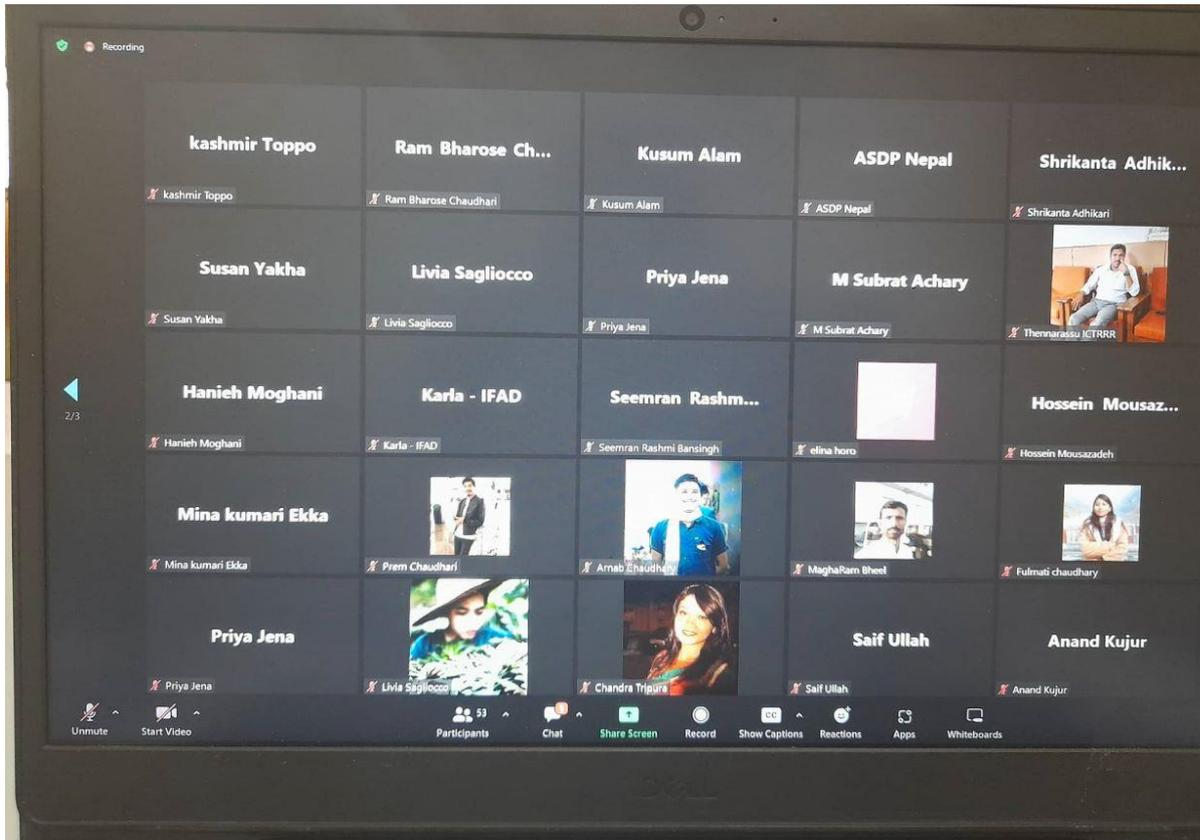 Recording
kashmir Toppo
kashmir Toppo
Ram Bharose Ch...
Ram Bharose Chaudhari
Kusum Alam
Kusum Alam
ASDP Nepal
ASDP Nepal
Shrikanta Adhik...
Shrikanta Adhikari
Susan Yakha
Susan Yakha
Livia Sagliocco
Livia Sagliocco
Priya Jena
Priya Jena
M Subrat Achary
M Subrat Achary
Thennarassu ICTRRR
2/3
Hanieh Moghani
Hanieh Moghani
Karla - IFAD
Karla - IFAD
Seemran Rashm...
Seemran Rashmi Bansingh
elina horo
Hossein Mousaz...
Hossein Mousazadeh
Mina kumari Ekka
Mina kumari Ekka
Prem Chaudhari
Arnab Chaudhary
MaghaRam Bheel
Fulmati chaudhary
Priya Jena
Priya Jena
Livia Sagliocco
Chandra Tripura
Saif Ullah
Saif Ullah
Anand Kujur
Anand Kujur
Unmute
Start Video
53
Participants
Chat
Share Screen
Record
CC
Show Captions
Reactions
Apps
Whiteboards
DELL